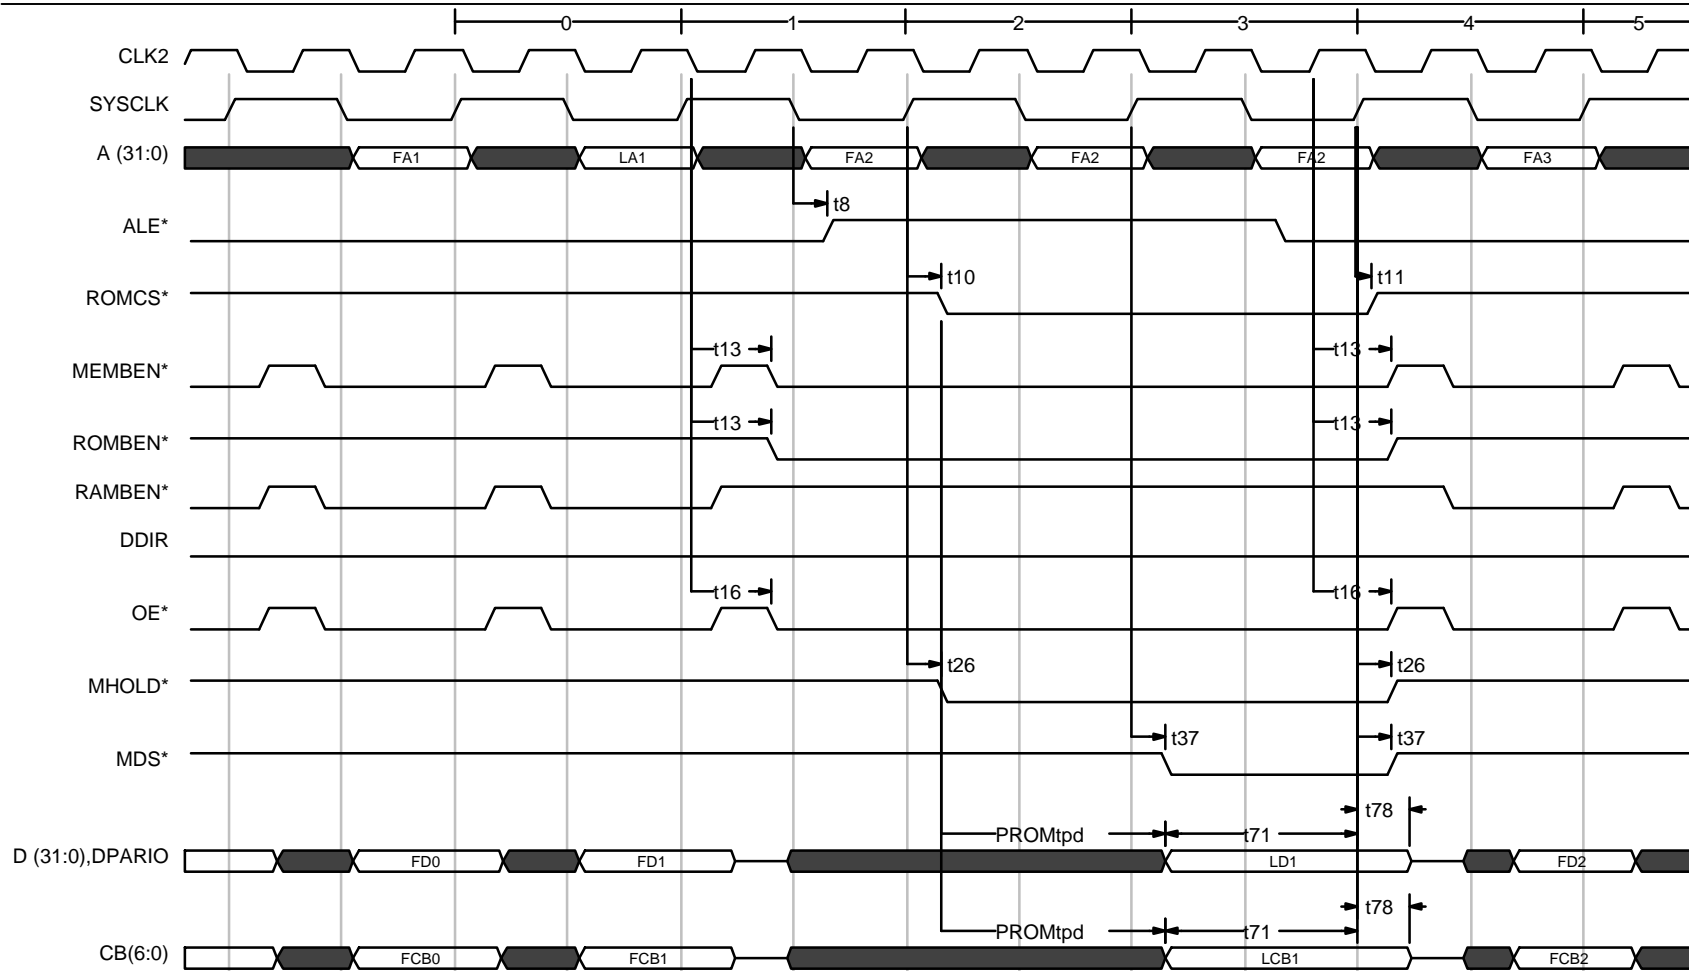 0 1 2 3 4 5
CLK2
SYSCLK
A (31:0) FA1 LA1 FA2 FA2 FA2 FA3
t8
ALE*
t10 t11
ROMCS*
t13 t13
MEMBEN*
t13 t13
ROMBEN*
RAMBEN*
DDIR
t16 t16
OE*
t26 t26
MHOLD*
t37 t37
MDS*
t78
PROMtpd t71
D (31:0),DPARIO FD0 FD1 LD1 FD2
t78
PROMtpd t71
CB(6:0) FCB0 FCB1 LCB1 FCB2